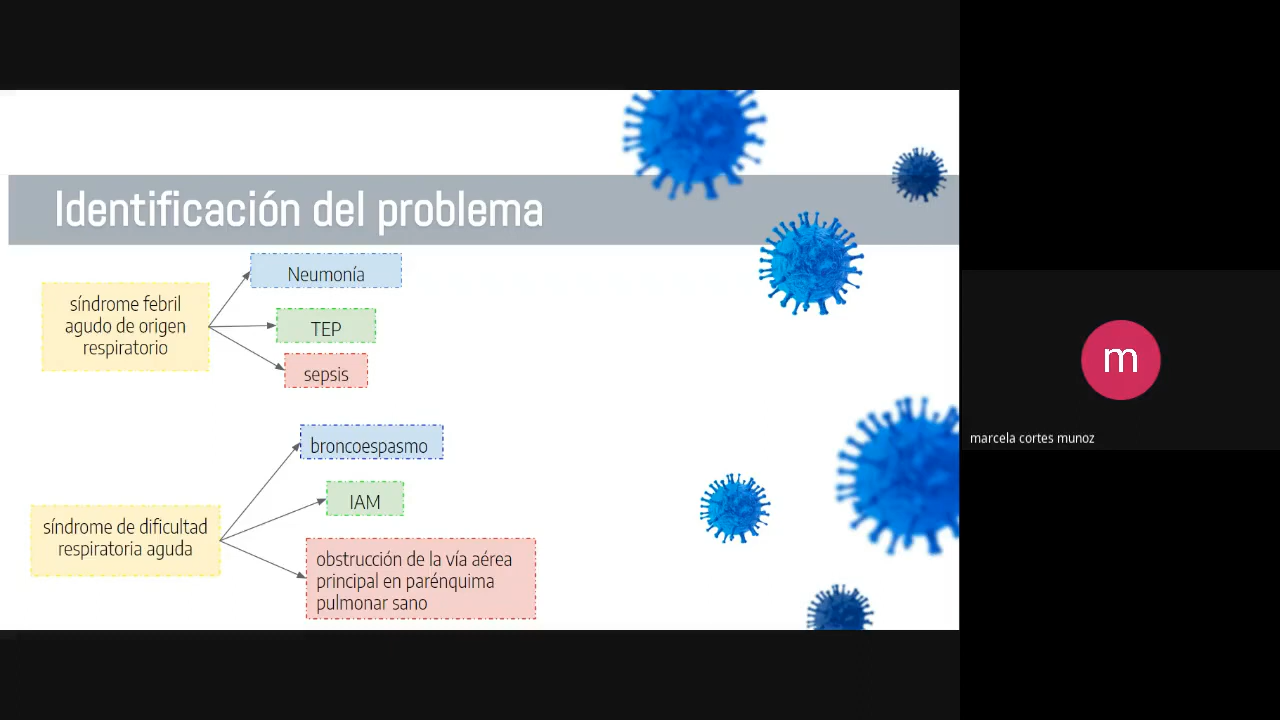 Identificación del problema
síndrome febril
agudo de origen
respiratorio
Neumonía
TEP
sepsis
síndrome de dificultad
respiratoria aguda
broncoespasmo
IAM
obstrucción de la vía aérea
principal en parénquima
pulmonar sano
m
marcela cortes munoz